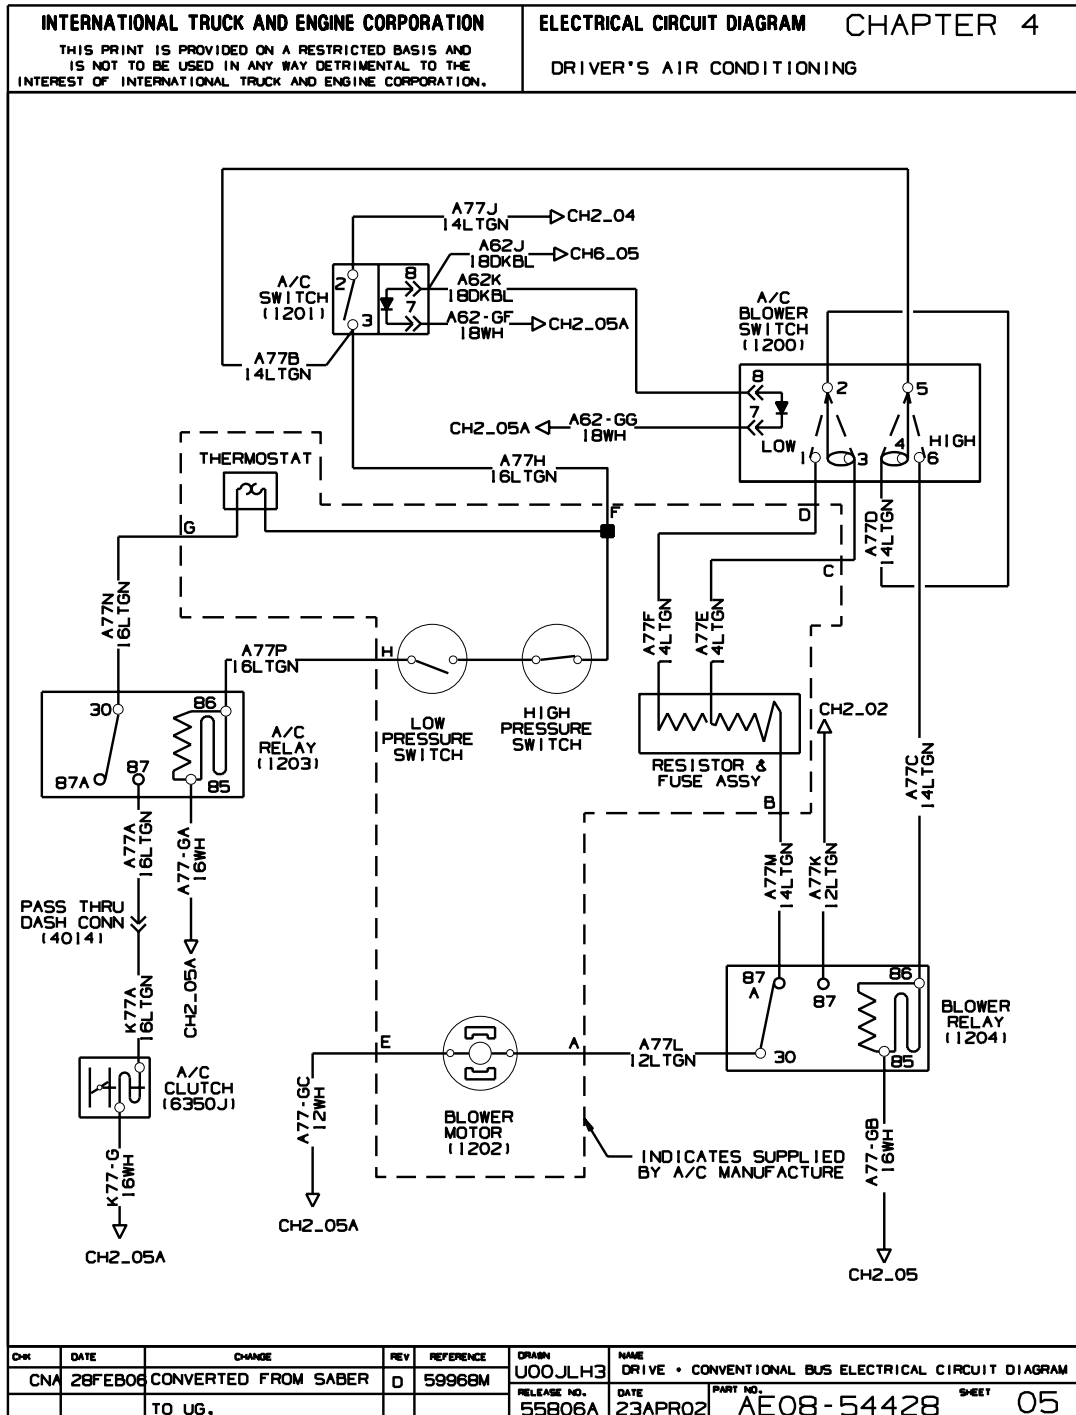 INTERNATIONAL TRUCK AND ENGINE CORPORATION
THIS PRINT IS PROVIDED ON A RESTRICTED BASIS AND
IS NOT TO BE USED IN ANY WAY DETRIMENTAL TO THE
INTEREST OF INTERNATIONAL TRUCK AND ENGINE CORPORATION.
ELECTRICAL CIRCUIT DIAGRAM CHAPTER 4
DRIVER'S AIR CONDITIONING
A77J
14LTGN
CH2_04
A62J
18DKBL
CH6_05
A/C
SWITCH
(1201)
2
3
8
7
A62K
18DKBL
A62-GF
18WH
CH2_05A
A77B
14LTGN
A/C
BLOWER
SWITCH
(1200)
8
7
2
5
LOW
HIGH
1
3
4
6
CH2_05A
A62-GG
18WH
THERMOSTAT
A77H
16LTGN
F
G
D
C
A77D
14LTGN
A77N
16LTGN
A77F
14LTGN
A77E
14LTGN
A77P
16LTGN
H
LOW
PRESSURE
SWITCH
HIGH
PRESSURE
SWITCH
30
86
87A
87
85
A/C
RELAY
(1203)
CH2_02
RESISTOR &
FUSE ASSY
B
A77C
14LTGN
A77A
16LTGN
A77-GA
16WH
A77M
14LTGN
A77K
12LTGN
PASS THRU
DASH CONN
(4014)
CH2_05A
K77A
16LTGN
87
A
87
86
30
85
BLOWER
RELAY
(1204)
E
A
A77L
12LTGN
A/C
CLUTCH
(6350J)
BLOWER
MOTOR
(1202)
A77-GC
12WH
K77-G
16WH
A77-GB
16WH
INDICATES SUPPLIED
BY A/C MANUFACTURE
CH2_05A
CH2_05A
CH2_05
CHK DATE CHANGE REV REFERENCE DRAWN NAME
CNA 28FEB06 CONVERTED FROM SABER D 59968M U00JLH3 DRIVE • CONVENTIONAL BUS ELECTRICAL CIRCUIT DIAGRAM
TO UG.
RELEASE NO. DATE PART NO. SHEET
55806A 23APR02 AE08-54428 05